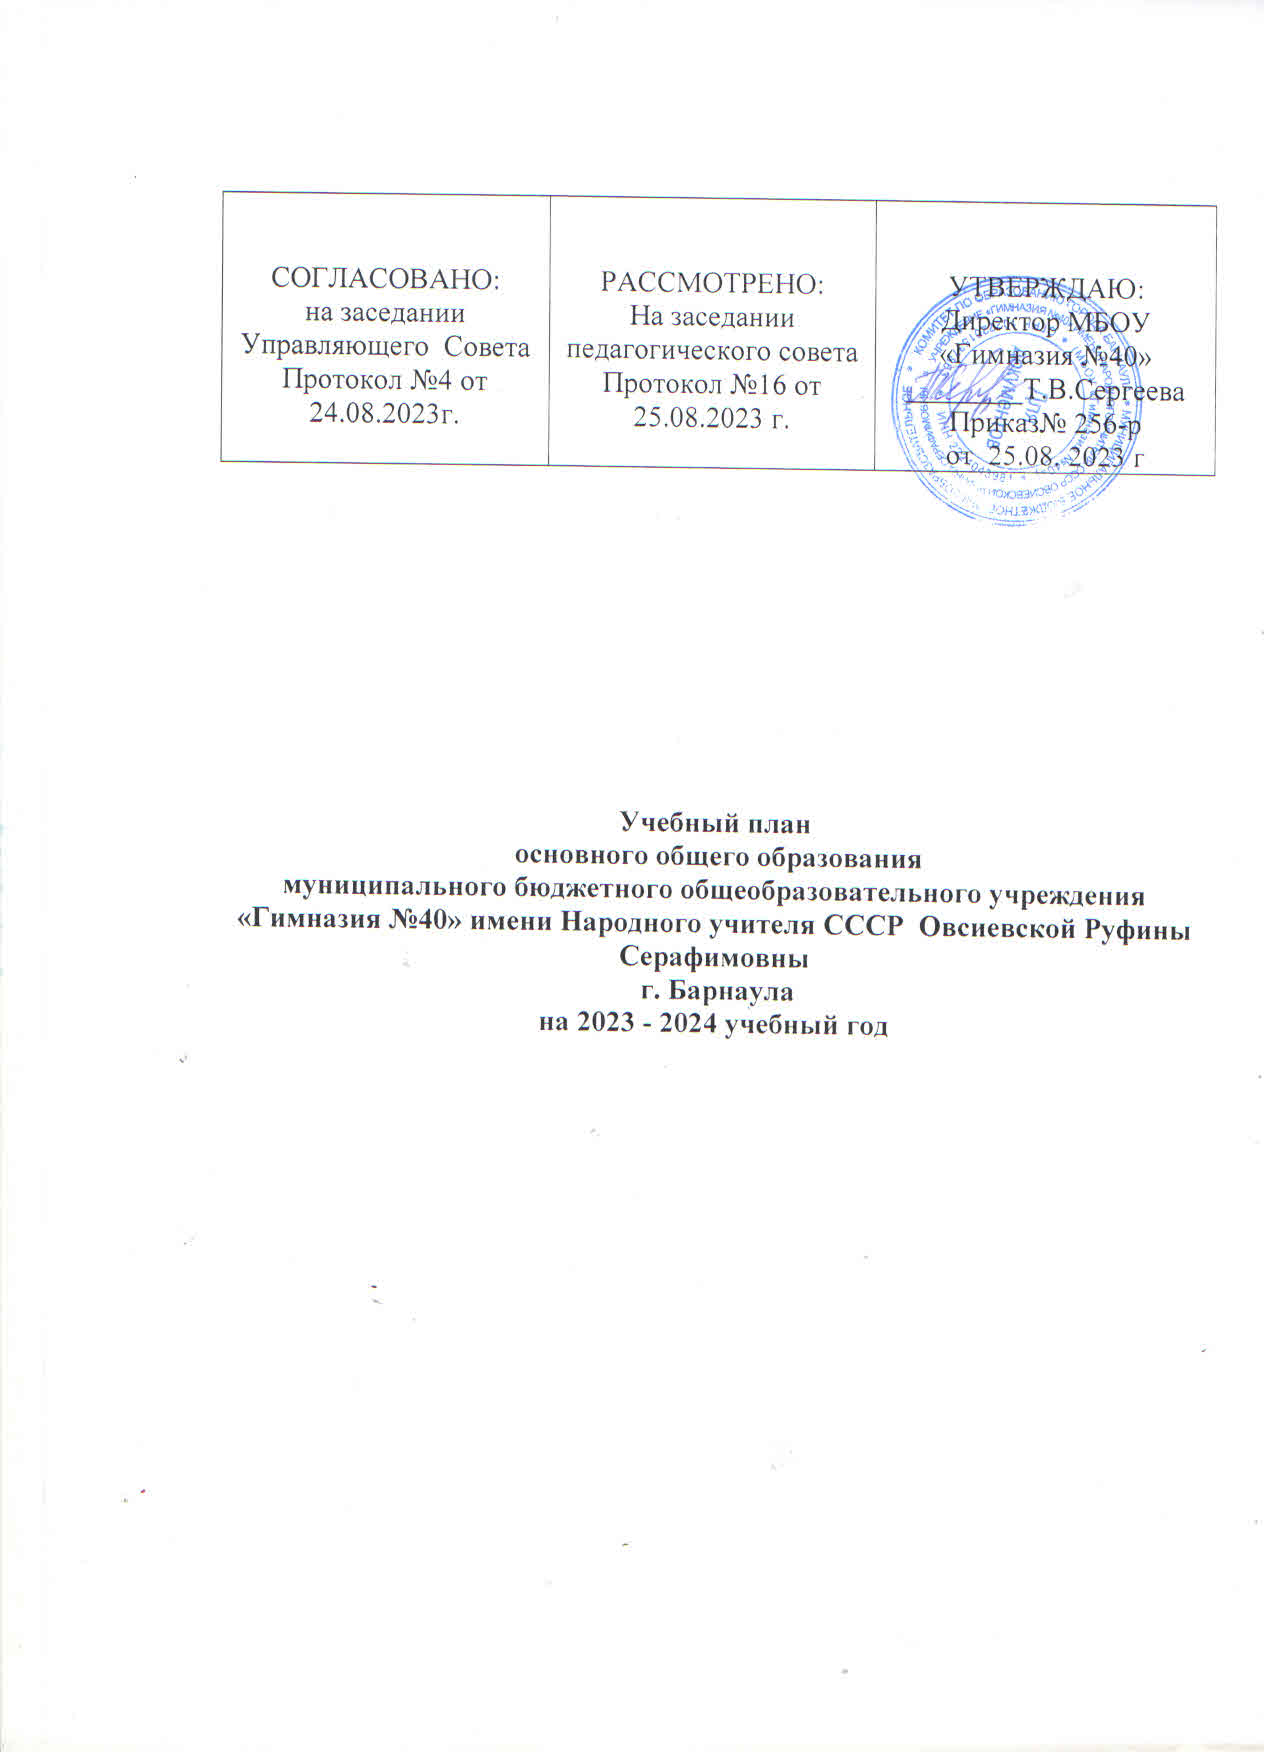 СОГЛАСОВАНО:
на заседании
Управляющего Совета
Протокол №4 от
24.08.2023г.
РАССМОТРЕНО:
На заседании
педагогического совета
Протокол №16 от
25.08.2023 г.
УТВЕРЖДАЮ:
Директор МБОУ
«Гимназия №40»
Т.В.Сергеева
Приказ№ 256-р
от 25.08. 2023 г
ДЛЯ
ДОКУМЕНТОВ
Учебный план
основного общего образования
муниципального бюджетного общеобразовательного учреждения
«Гимназия №40» имени Народного учителя СССР Овсиевской Руфины
Серафимовны
г. Барнаула
на 2023 - 2024 учебный год